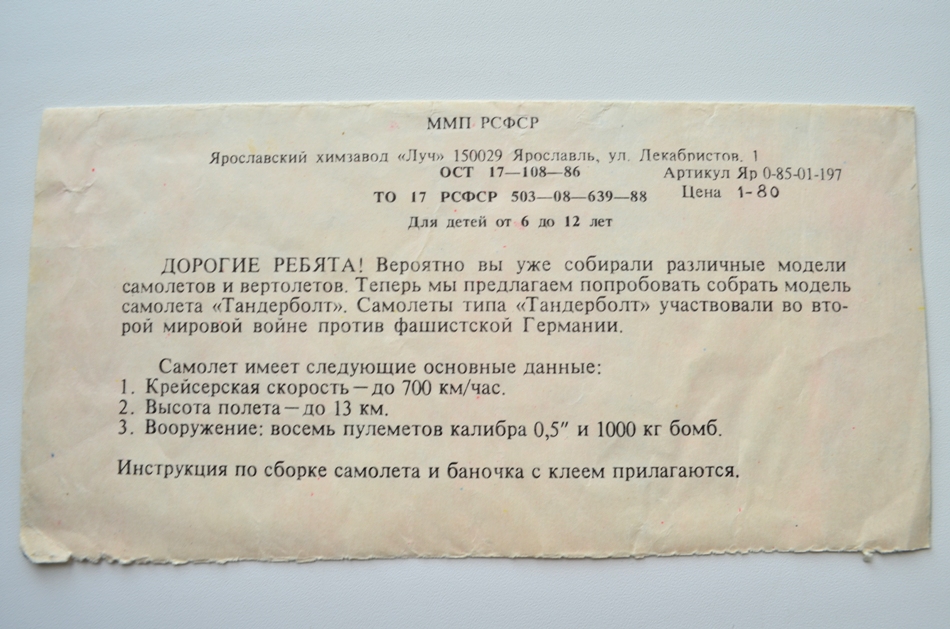 ММП РСФСР
Ярославский химзавод «Луч» 150029 Ярославль, ул. Декабристов, 1
ОСТ 17—108—86 Артикул Яр 0-85-01-197
ТО 17 РСФСР 503—08—639—88 Цена 1-80
Для детей от 6 до 12 лет
ДОРОГИЕ РЕБЯТА! Вероятно вы уже собирали различные модели
самолетов и вертолетов. Теперь мы предлагаем попробовать собрать модель
самолета «Тандерболт». Самолеты типа «Тандерболт» участвовали во вто-
рой мировой войне против фашистской Германии.
Самолет имеет следующие основные данные:
1. Крейсерская скорость — до 700 км/час.
2. Высота полета — до 13 км.
3. Вооружение: восемь пулеметов калибра 0,5″ и 1000 кг бомб.
Инструкция по сборке самолета и баночка с клеем прилагаются.